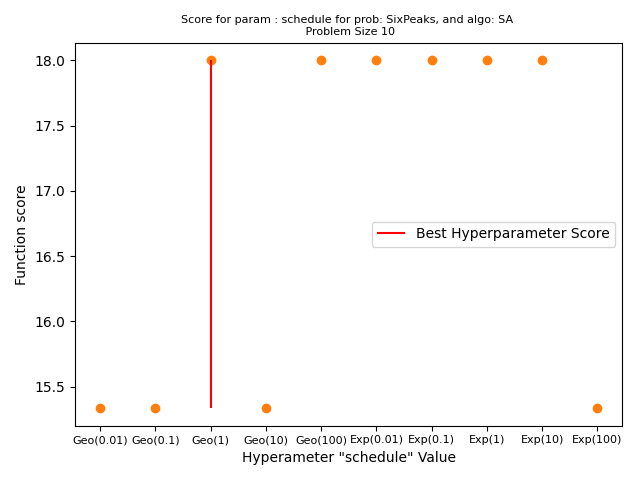 Score for param : schedule for prob: SixPeaks, and algo: SA
Problem Size 10
18.0
17.5
17.0
16.5
16.0
15.5
Function score
Best Hyperparameter Score
Geo(0.01) Geo(0.1) Geo(1) Geo(10) Geo(100) Exp(0.01) Exp(0.1) Exp(1) Exp(10) Exp(100)
Hyperameter "schedule" Value